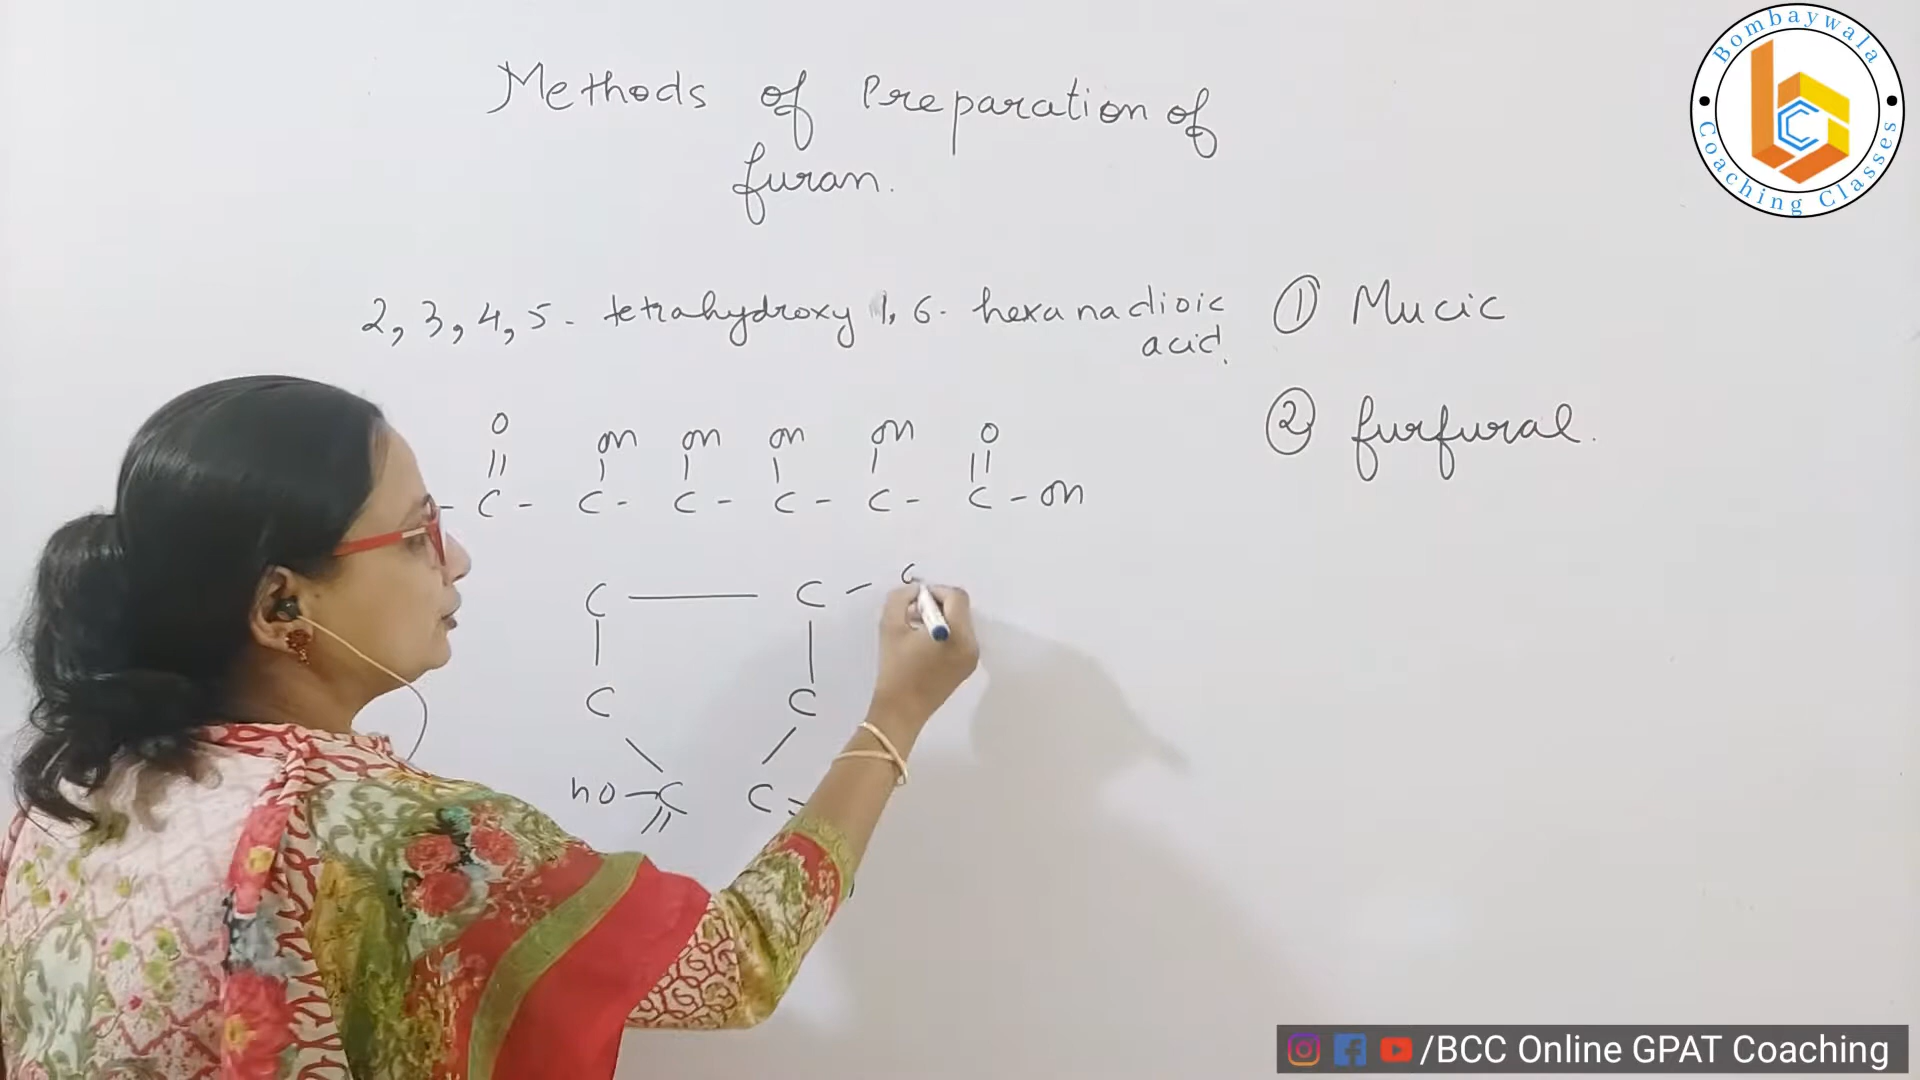 Methods of Preparation of
furan.
2, 3, 4, 5- tetrahydroxy 1, 6- hexanadioic
acid.
① Mucic
② furfural.
O OH OH OH OH O
- C - C - C - C - C - C - OH
C C -
C C
HO - C C =
Bombaywala
Coaching Classes
/BCC Online GPAT Coaching